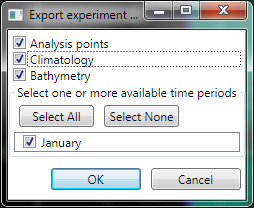 Export experiment ...
Analysis points
Climatology
Bathymetry
Select one or more available time periods
Select All Select None
January
OK Cancel